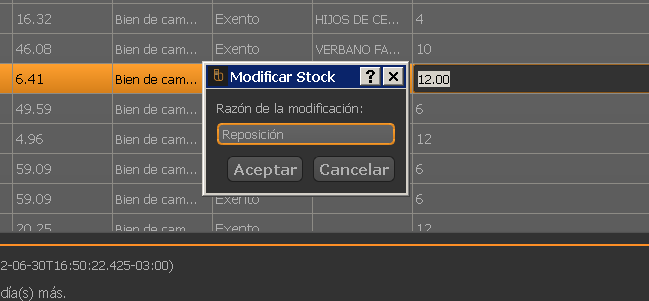 16.32 Bien de cam... Exento HIJOS DE CE... 4
46.08 Bien de cam... Exento VERBANO FA... 10
6.41 Bien de cam... 12.00
Modificar Stock ? X
Razón de la modificación:
Reposición
Aceptar Cancelar
49.59 Bien de cam... 6
4.96 Bien de cam... 12
59.09 Bien de cam... 6
59.09 Bien de cam... Exento 6
20.25 Bien de cam... Exento 12
2-06-30T16:50:22.425-03:00)
día(s) más.